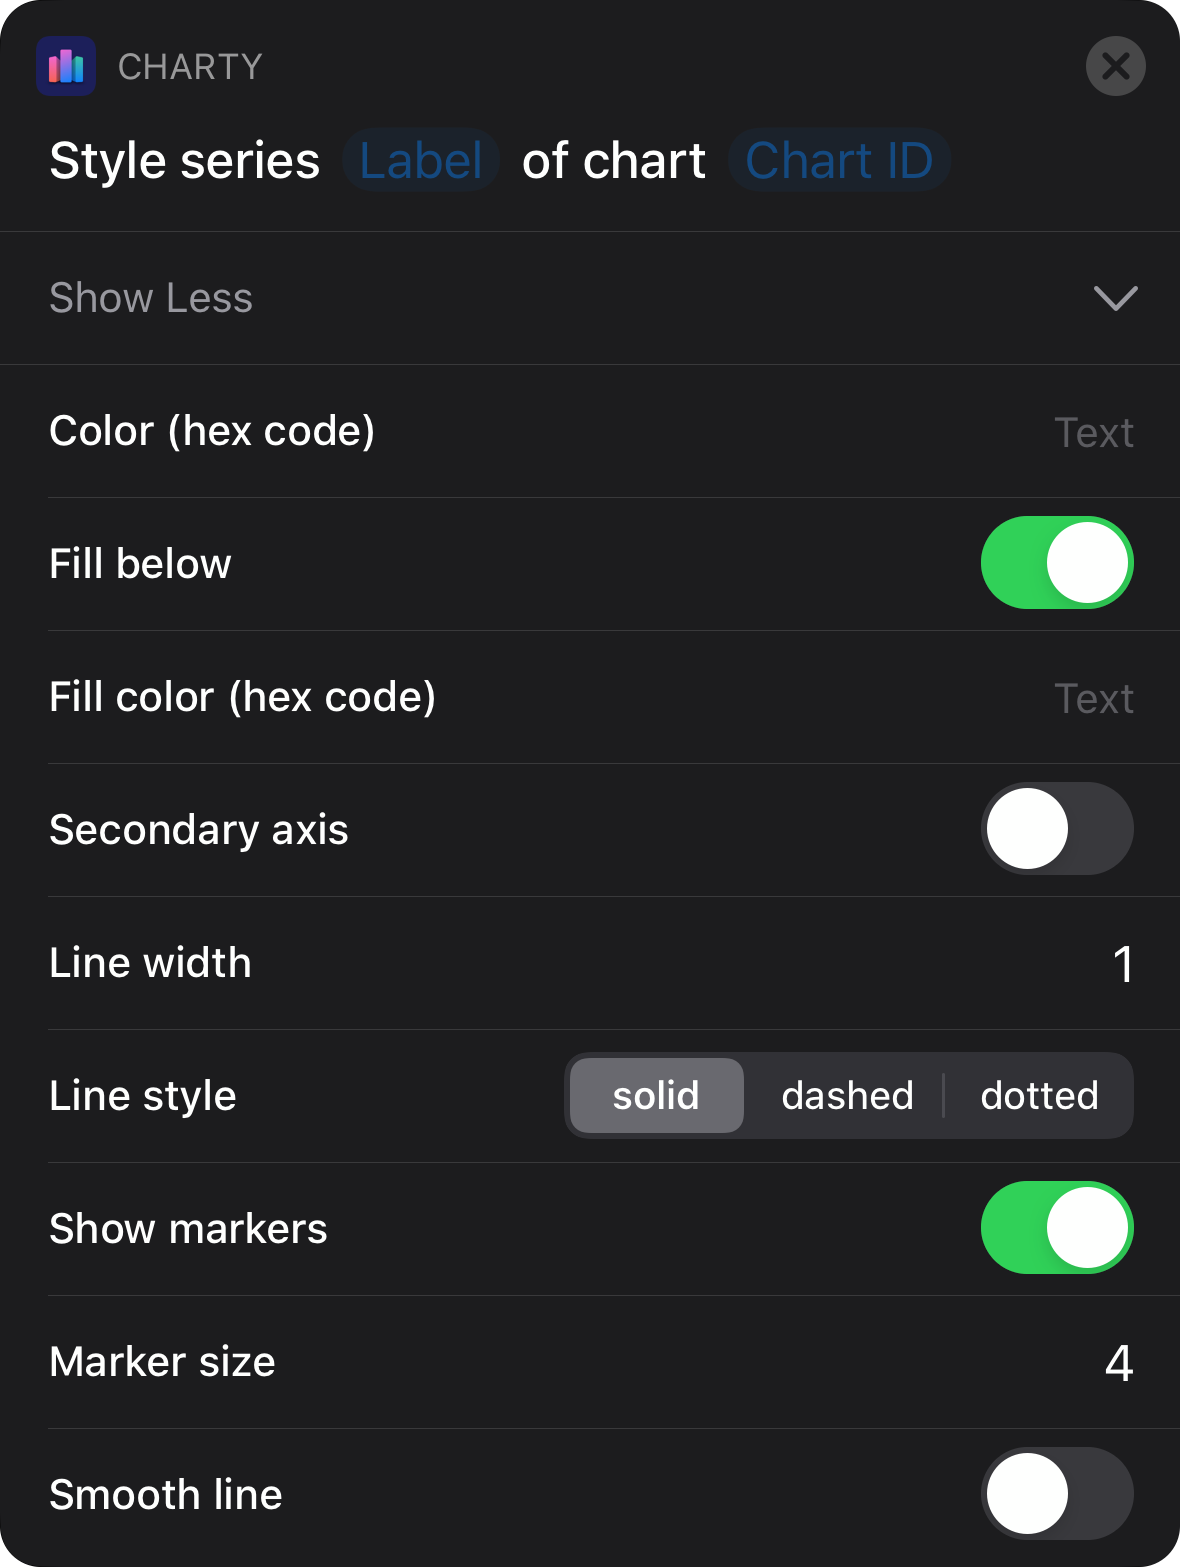 CHARTY
Style series Label of chart Chart ID
Show Less
Color (hex code) Text
Fill below
Fill color (hex code) Text
Secondary axis
Line width 1
Line style solid dashed dotted
Show markers
Marker size 4
Smooth line